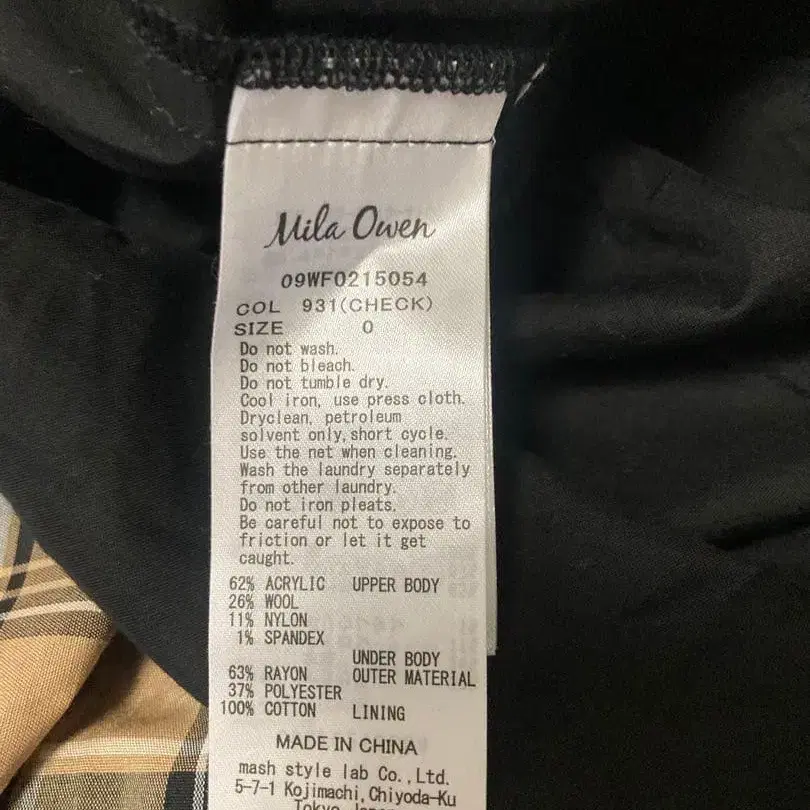 Mila Owen
09WF0215054
COL 931(CHECK)
SIZE 0
Do not wash.
Do not bleach.
Do not tumble dry.
Cool iron, use press cloth.
Dryclean, petroleum
solvent only, short cycle.
Use the net when cleaning.
Wash the laundry separately
from other laundry.
Do not iron pleats.
Be careful not to expose to
friction or let it get
caught.
62% ACRYLIC UPPER BODY
26% WOOL
11% NYLON
1% SPANDEX
UNDER BODY
63% RAYON OUTER MATERIAL
37% POLYESTER
100% COTTON LINING
MADE IN CHINA
mash style lab Co., Ltd.
5-7-1 Kojimachi, Chiyoda-Ku
Tokyo